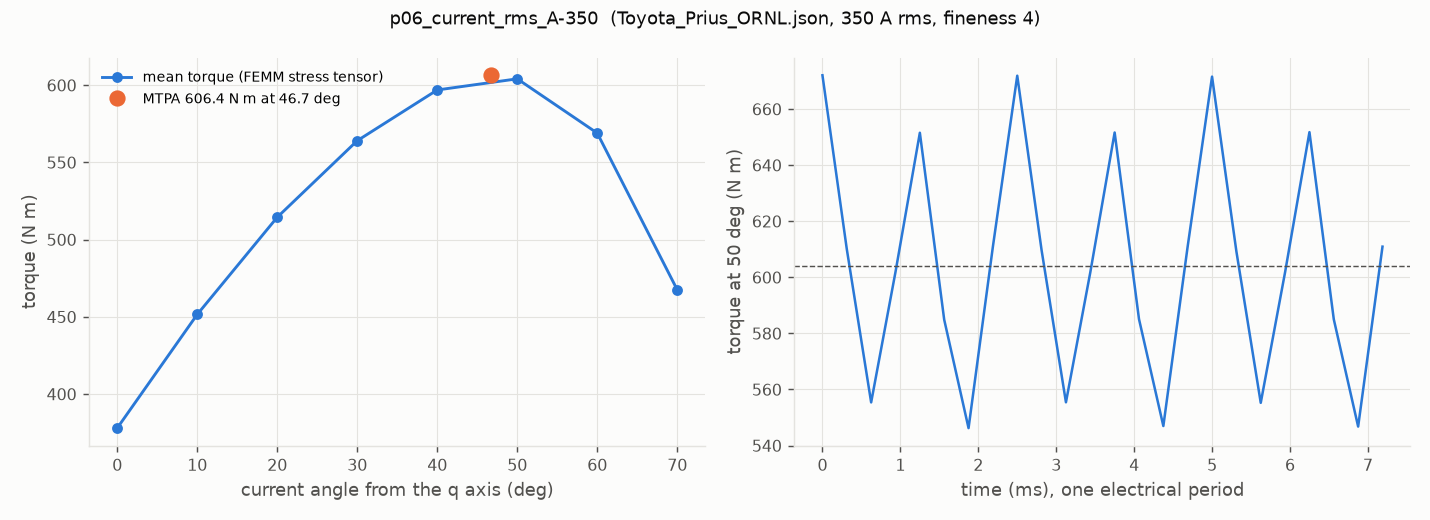 p06_current_rms_A-350  (Toyota_Prius_ORNL.json, 350 A rms, fineness 4)
mean torque (FEMM stress tensor)
MTPA 606.4 N m at 46.7 deg
torque (N m)
600
550
500
450
400
0 10 20 30 40 50 60 70
current angle from the q axis (deg)
torque at 50 deg (N m)
660
640
620
600
580
560
540
0 1 2 3 4 5 6 7
time (ms), one electrical period